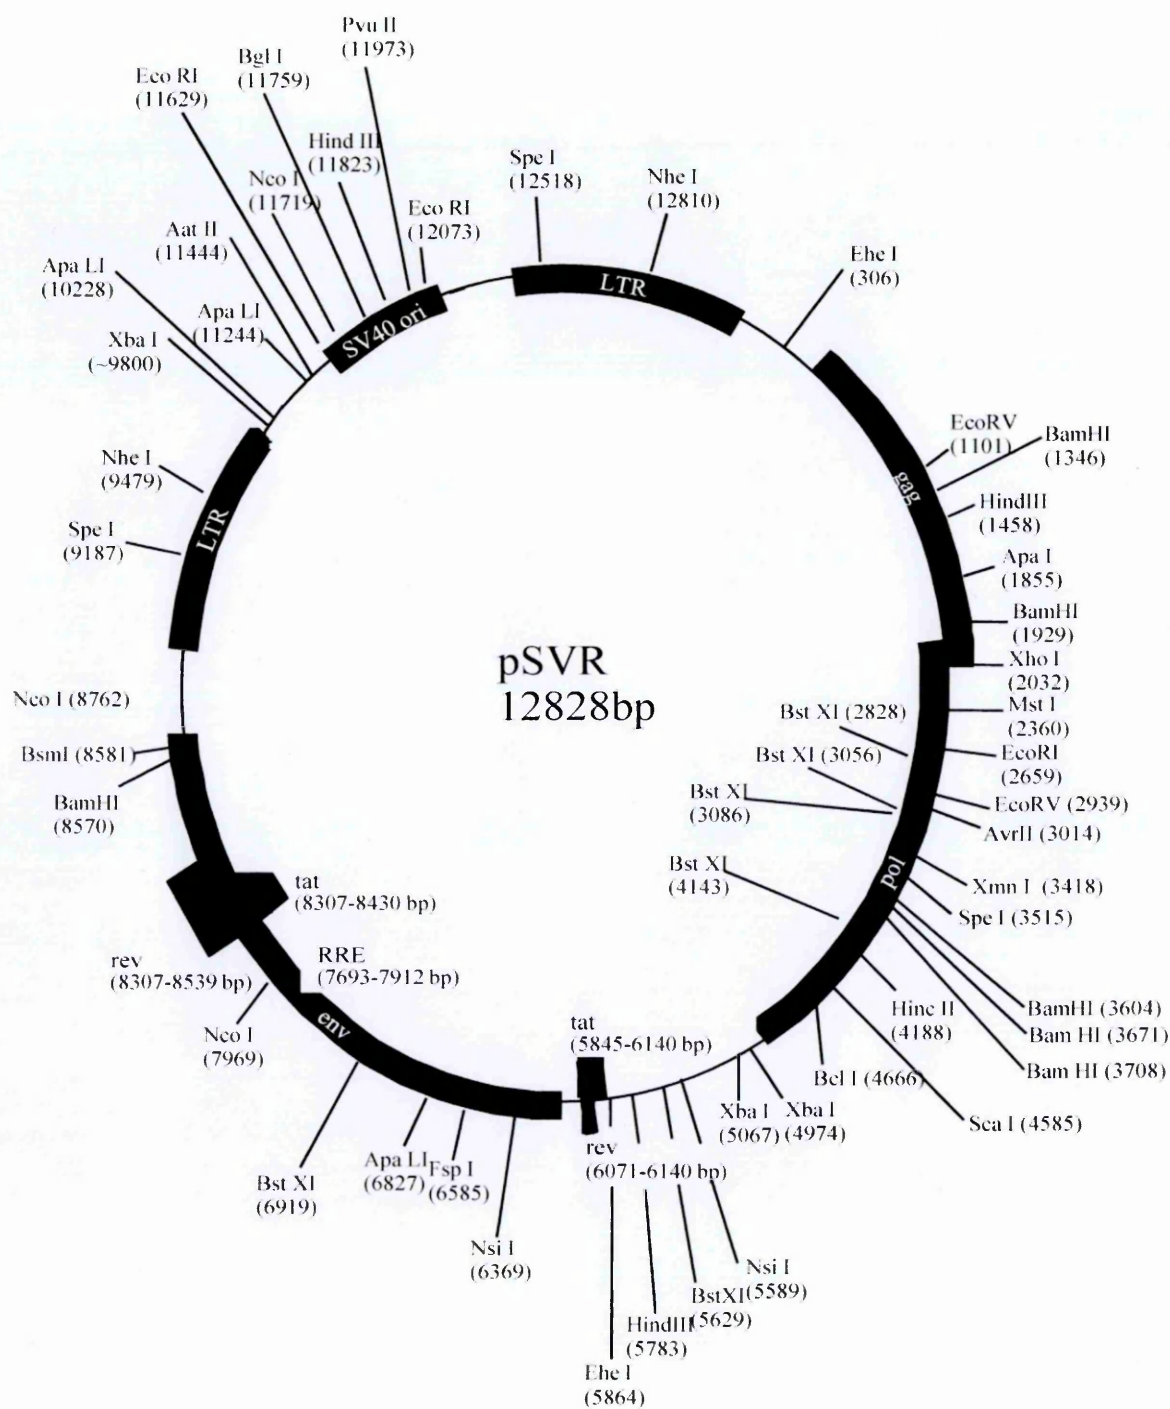 Pvu II
(11973)
Bgl I
(11759)
Eco RI
(11629)
Hind III
(11823)
Nco I
(11719)
Eco RI
(12073)
Aat II
(11444)
Apa LI
(10228)
Apa LI
(11244)
Xba I
(~9800)
SV40 ori
Spe I
(12518)
Nhe I
(12810)
LTR
Ehe I
(306)
EcoRV
(1101)
BamHI
(1346)
gag
HindIII
(1458)
Apa I
(1855)
BamHI
(1929)
Xho I
(2032)
Mst I
(2360)
EcoRI
(2659)
EcoRV (2939)
AvrII (3014)
Xmn I (3418)
Spe I (3515)
BamHI (3604)
Bam HI (3671)
Bam HI (3708)
pol
Bst XI (2828)
Bst XI (3056)
Bst XI
(3086)
Bst XI
(4143)
Hinc II
(4188)
Sca I (4585)
Bcl I (4666)
Xba I
(4974)
Xba I
(5067)
pSVR
12828bp
Nhe I
(9479)
Spe I
(9187)
LTR
Nco I (8762)
BsmI (8581)
BamHI
(8570)
tat
(8307-8430 bp)
rev
(8307-8539 bp)
RRE
(7693-7912 bp)
Nco I
(7969)
env
tat
(5845-6140 bp)
rev
(6071-6140 bp)
Bst XI
(6919)
Apa LI
(6827)
Fsp I
(6585)
Nsi I
(6369)
Nsi I
(5589)
BstXI
(5629)
HindIII
(5783)
Ehe I
(5864)